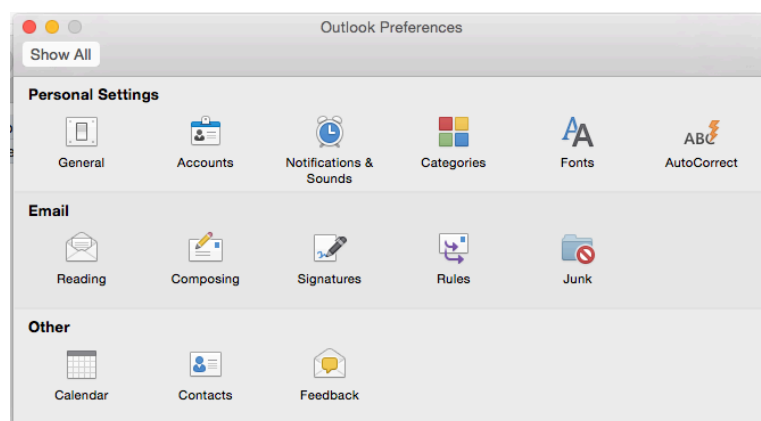 Outlook Preferences
Show All
Personal Settings
General
Accounts
Notifications &
Sounds
Categories
Fonts
AutoCorrect
Email
Reading
Composing
Signatures
Rules
Junk
Other
Calendar
Contacts
Feedback